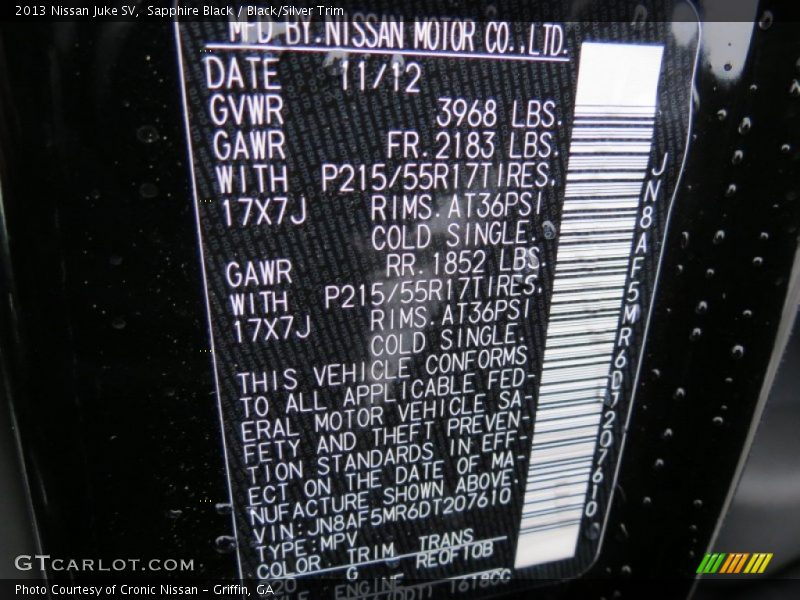 2013 Nissan Juke SV, Sapphire Black / Black/Silver Trim
MFD BY.NISSAN MOTOR CO.,LTD.
DATE 11/12
GVWR 3968 LBS.
GAWR FR.2183 LBS.
WITH P215/55R17TIRES.
17X7J RIMS.AT36PSI
COLD SINGLE.
GAWR RR.1852 LBS.
WITH P215/55R17TIRES.
17X7J RIMS AT36PSI
COLD SINGLE.
THIS VEHICLE CONFORMS
TO ALL APPLICABLE FED-
ERAL MOTOR VEHICLE SA-
FETY AND THEFT PREVEN-
TION STANDARDS IN EFF-
ECT ON THE DATE OF MA-
NUFACTURE SHOWN ABOVE.
VIN:JN8AF5MR6DT207610
TYPE:MPV
COLOR TRIM TRANS
G REOF10B
ENGINE 1618CC
JN8AF5MR6DT207610
GTCARLOT.COM
Photo Courtesy of Cronic Nissan - Griffin, GA